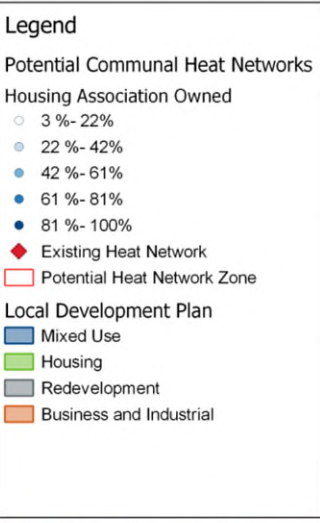 Legend
Potential Communal Heat Networks
Housing Association Owned
3 %- 22%
22 %- 42%
42 %- 61%
61 %- 81%
81 %- 100%
Existing Heat Network
Potential Heat Network Zone
Local Development Plan
Mixed Use
Housing
Redevelopment
Business and Industrial